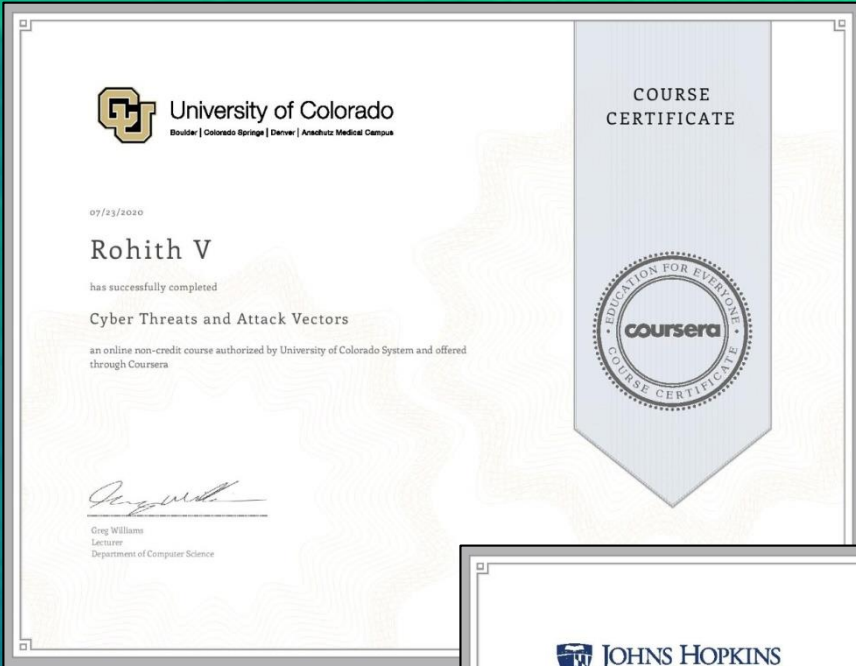 University of Colorado
Boulder | Colorado Springs | Denver | Anschutz Medical Campus
07/23/2020
Rohith V
has successfully completed
Cyber Threats and Attack Vectors
an online non-credit course authorized by University of Colorado System and offered
through Coursera
Greg Williams
Lecturer
Department of Computer Science
COURSE
CERTIFICATE
EDUCATION FOR EVERYONE
coursera
COURSE CERTIFICATE
JOHNS HOPKINS